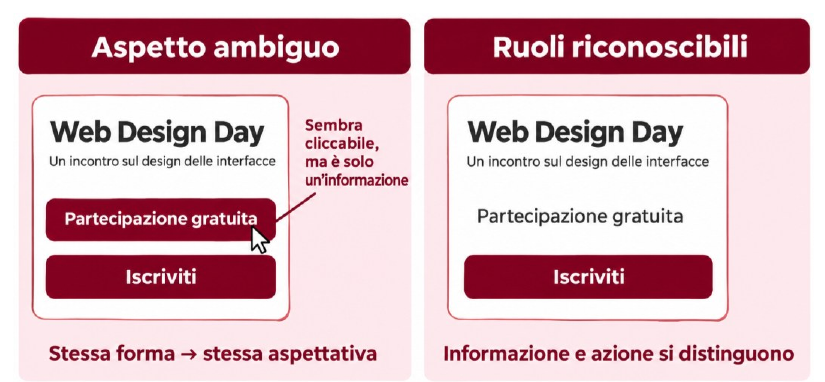 Aspetto ambiguo
Web Design Day
Un incontro sul design delle interfacce
Partecipazione gratuita
Iscriviti
Sembra
cliccabile,
ma è solo
un'informazione
Stessa forma → stessa aspettativa
Ruoli riconoscibili
Web Design Day
Un incontro sul design delle interfacce
Partecipazione gratuita
Iscriviti
Informazione e azione si distinguono